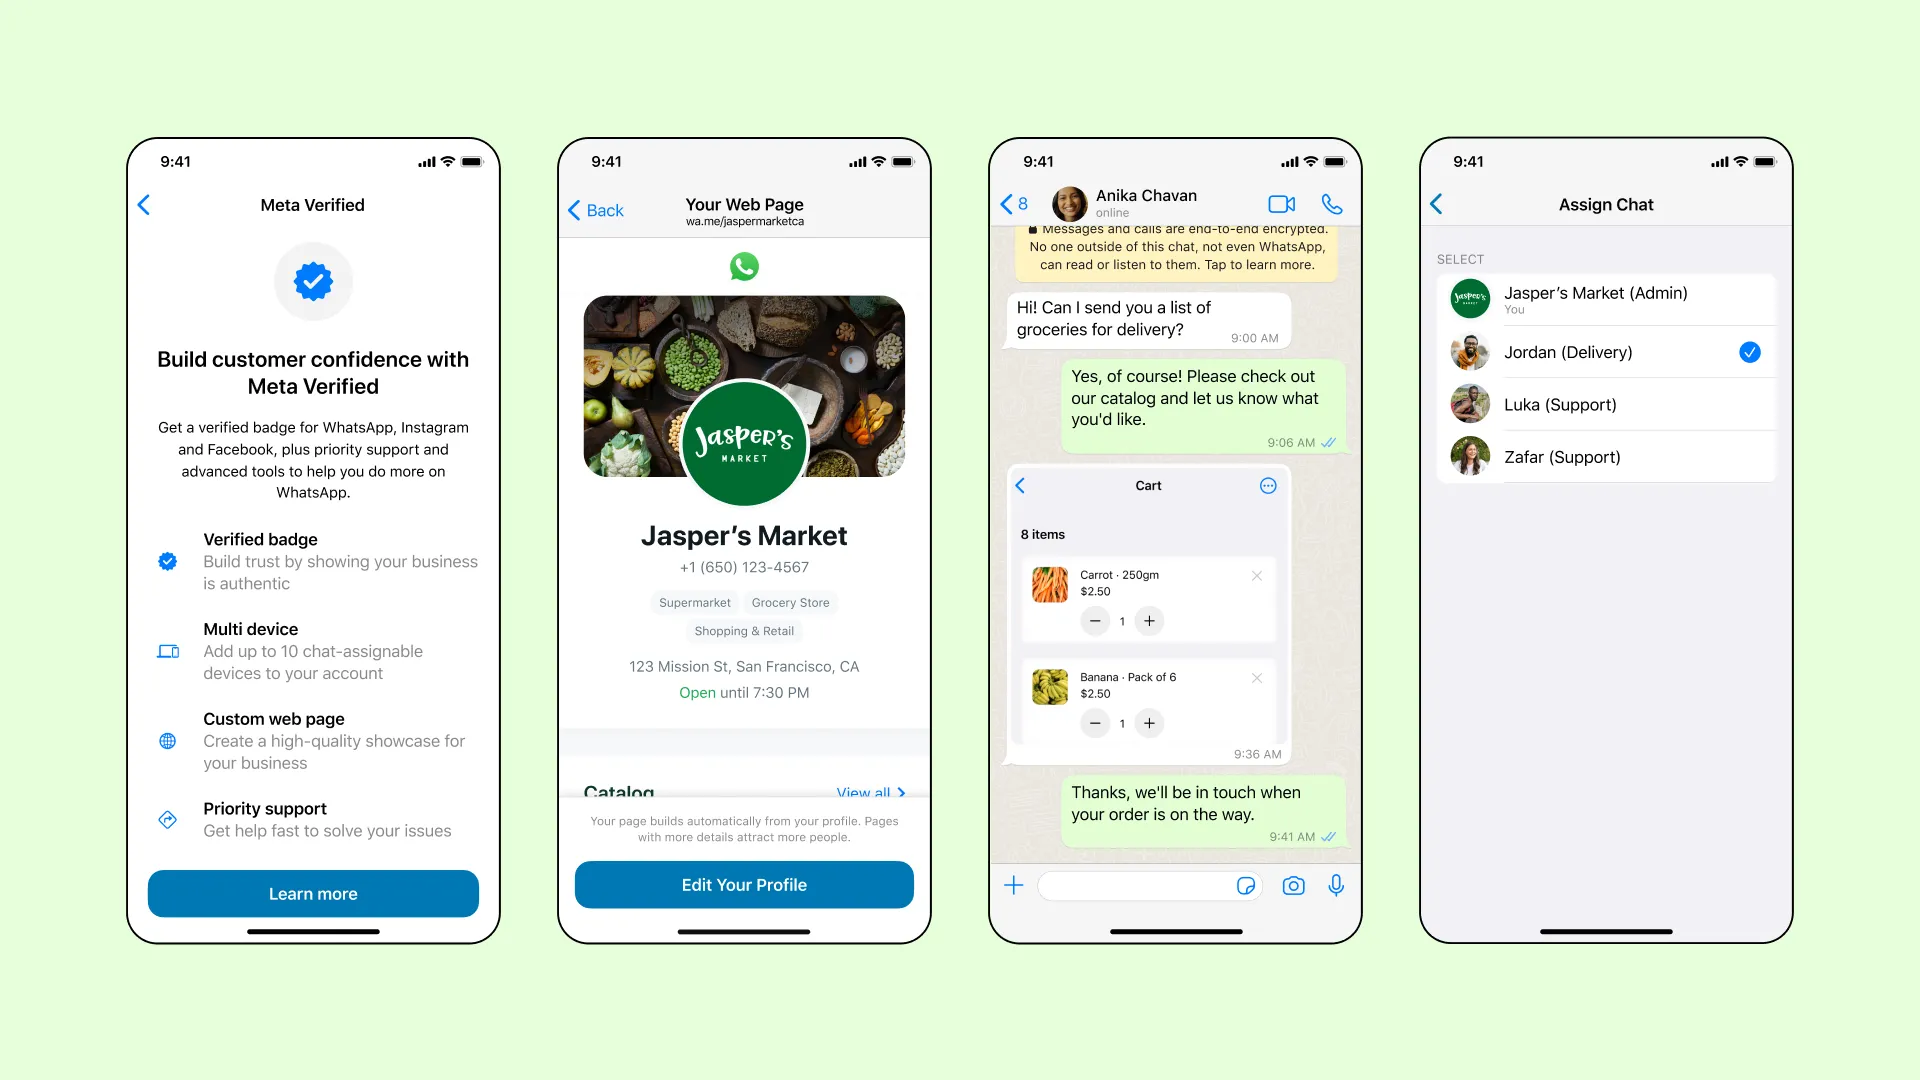 9:41
Meta Verified
Build customer confidence with
Meta Verified
Get a verified badge for WhatsApp, Instagram
and Facebook, plus priority support and
advanced tools to help you do more on
WhatsApp.
Verified badge
Build trust by showing your business
is authentic
Multi device
Add up to 10 chat-assignable
devices to your account
Custom web page
Create a high-quality showcase for
your business
Priority support
Get help fast to solve your issues
Learn more
9:41
Back
Your Web Page
wa.me/jaspermarketca
Jasper's
MARKET
Jasper’s Market
+1 (650) 123-4567
Supermarket
Grocery Store
Shopping & Retail
123 Mission St, San Francisco, CA
Open until 7:30 PM
Catalog
View all
Your page builds automatically from your profile. Pages
with more details attract more people.
Edit Your Profile
9:41
8
Anika Chavan
online
Messages and calls are end-to-end encrypted.
No one outside of this chat, not even WhatsApp,
can read or listen to them. Tap to learn more.
Hi! Can I send you a list of
groceries for delivery?
9:00 AM
Yes, of course! Please check out
our catalog and let us know what
you'd like.
9:06 AM
Cart
8 items
Carrot · 250gm
$2.50
1
Banana · Pack of 6
$2.50
1
9:36 AM
Thanks, we'll be in touch when
your order is on the way.
9:41 AM
9:41
Assign Chat
SELECT
Jasper's
MARKET
Jasper’s Market (Admin)
You
Jordan (Delivery)
Luka (Support)
Zafar (Support)